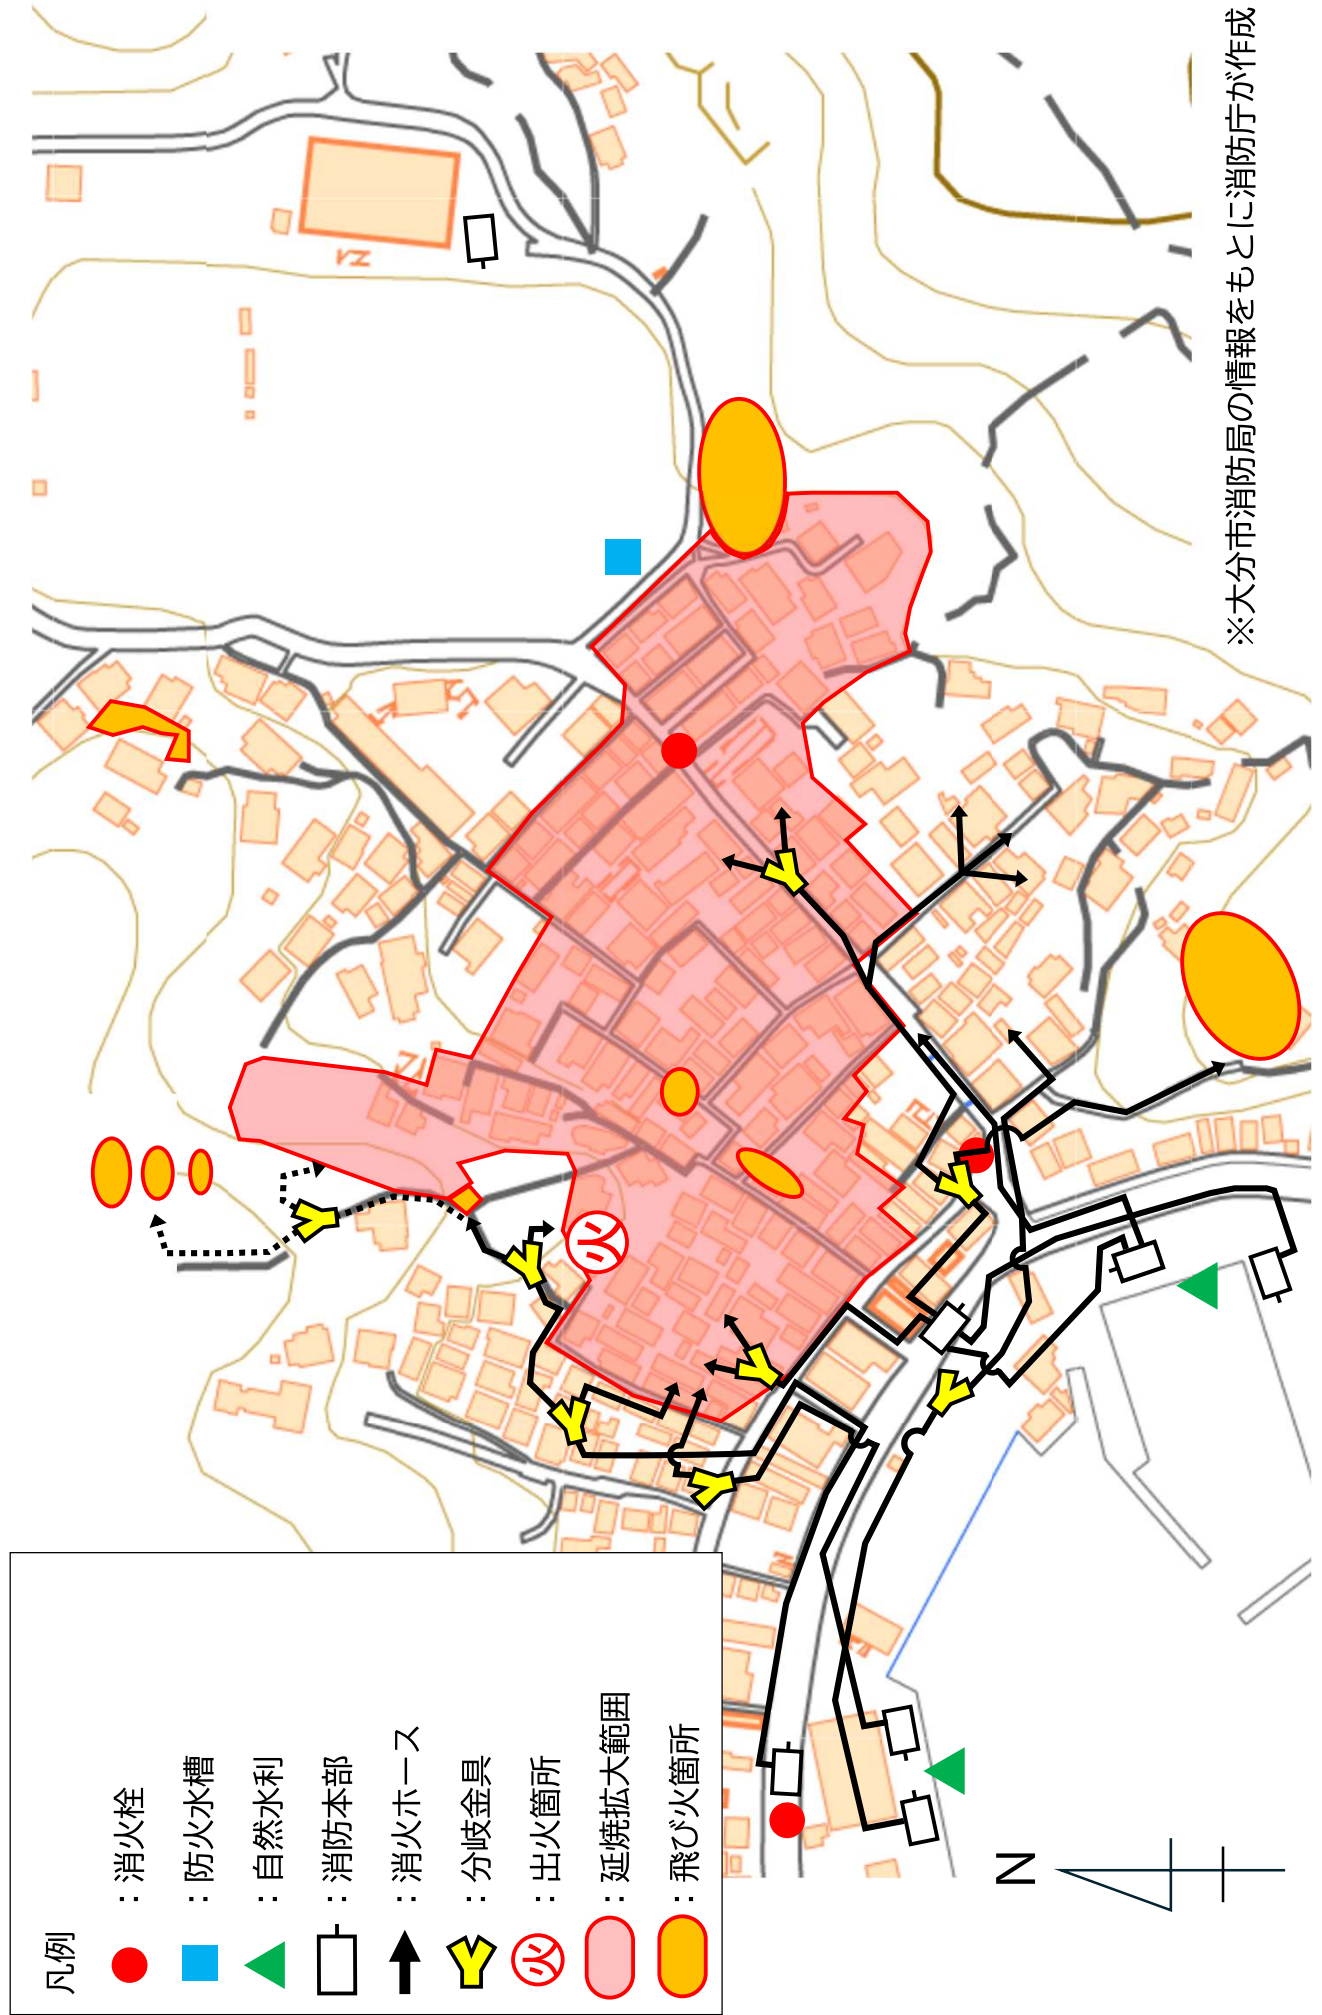 凡例
：消火栓
：防火水槽
：自然水利
：消防本部
：消火ホース
：分岐金具
：出火箇所
：延焼拡大範囲
：飛び火箇所
火
火
N
※大分市消防局の情報をもとに消防庁が作成